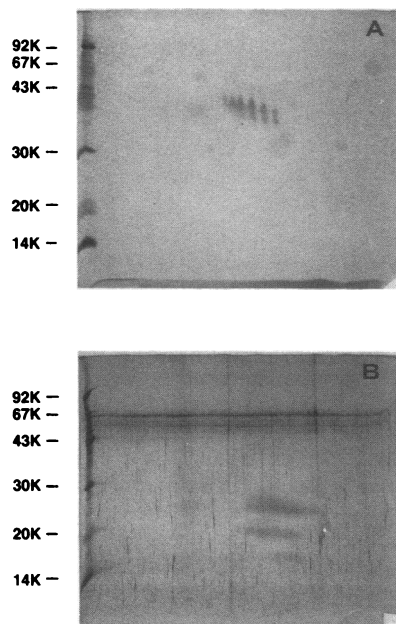 A
92K –
67K –
43K –
30K –
20K –
14K –
B
92K –
67K –
43K –
30K –
20K –
14K –